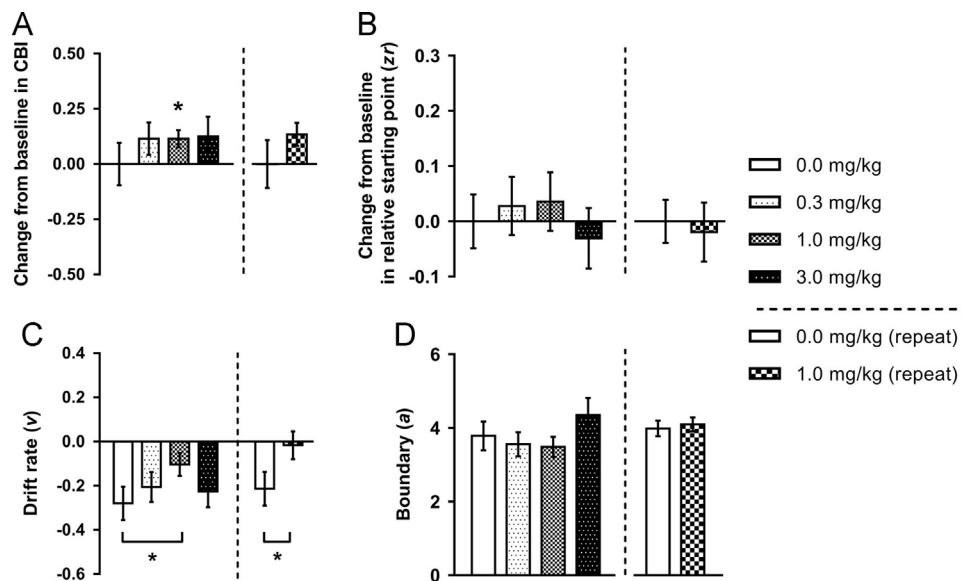 A
Change from baseline in CBI
0.50
0.25
0.00
-0.25
-0.50
*
B
Change from baseline
in relative starting point (zr)
0.3
0.2
0.1
0.0
-0.1
0.0 mg/kg
0.3 mg/kg
1.0 mg/kg
3.0 mg/kg
0.0 mg/kg (repeat)
1.0 mg/kg (repeat)
C
Drift rate (v)
0.4
0.2
0.0
-0.2
-0.4
-0.6
*
*
D
Boundary (a)
6
4
2
0